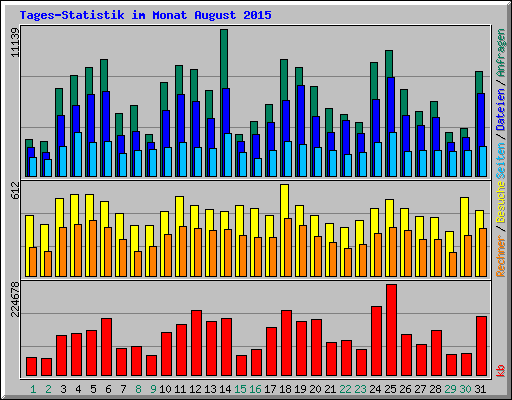 Tages-Statistik im Monat August 2015
11139
612
224678
Rechner / Besuche Seiten / Dateien / Anfragen
kb
1 2 3 4 5 6 7 8 9 10 11 12 13 14 15 16 17 18 19 20 21 22 23 24 25 26 27 28 29 30 31